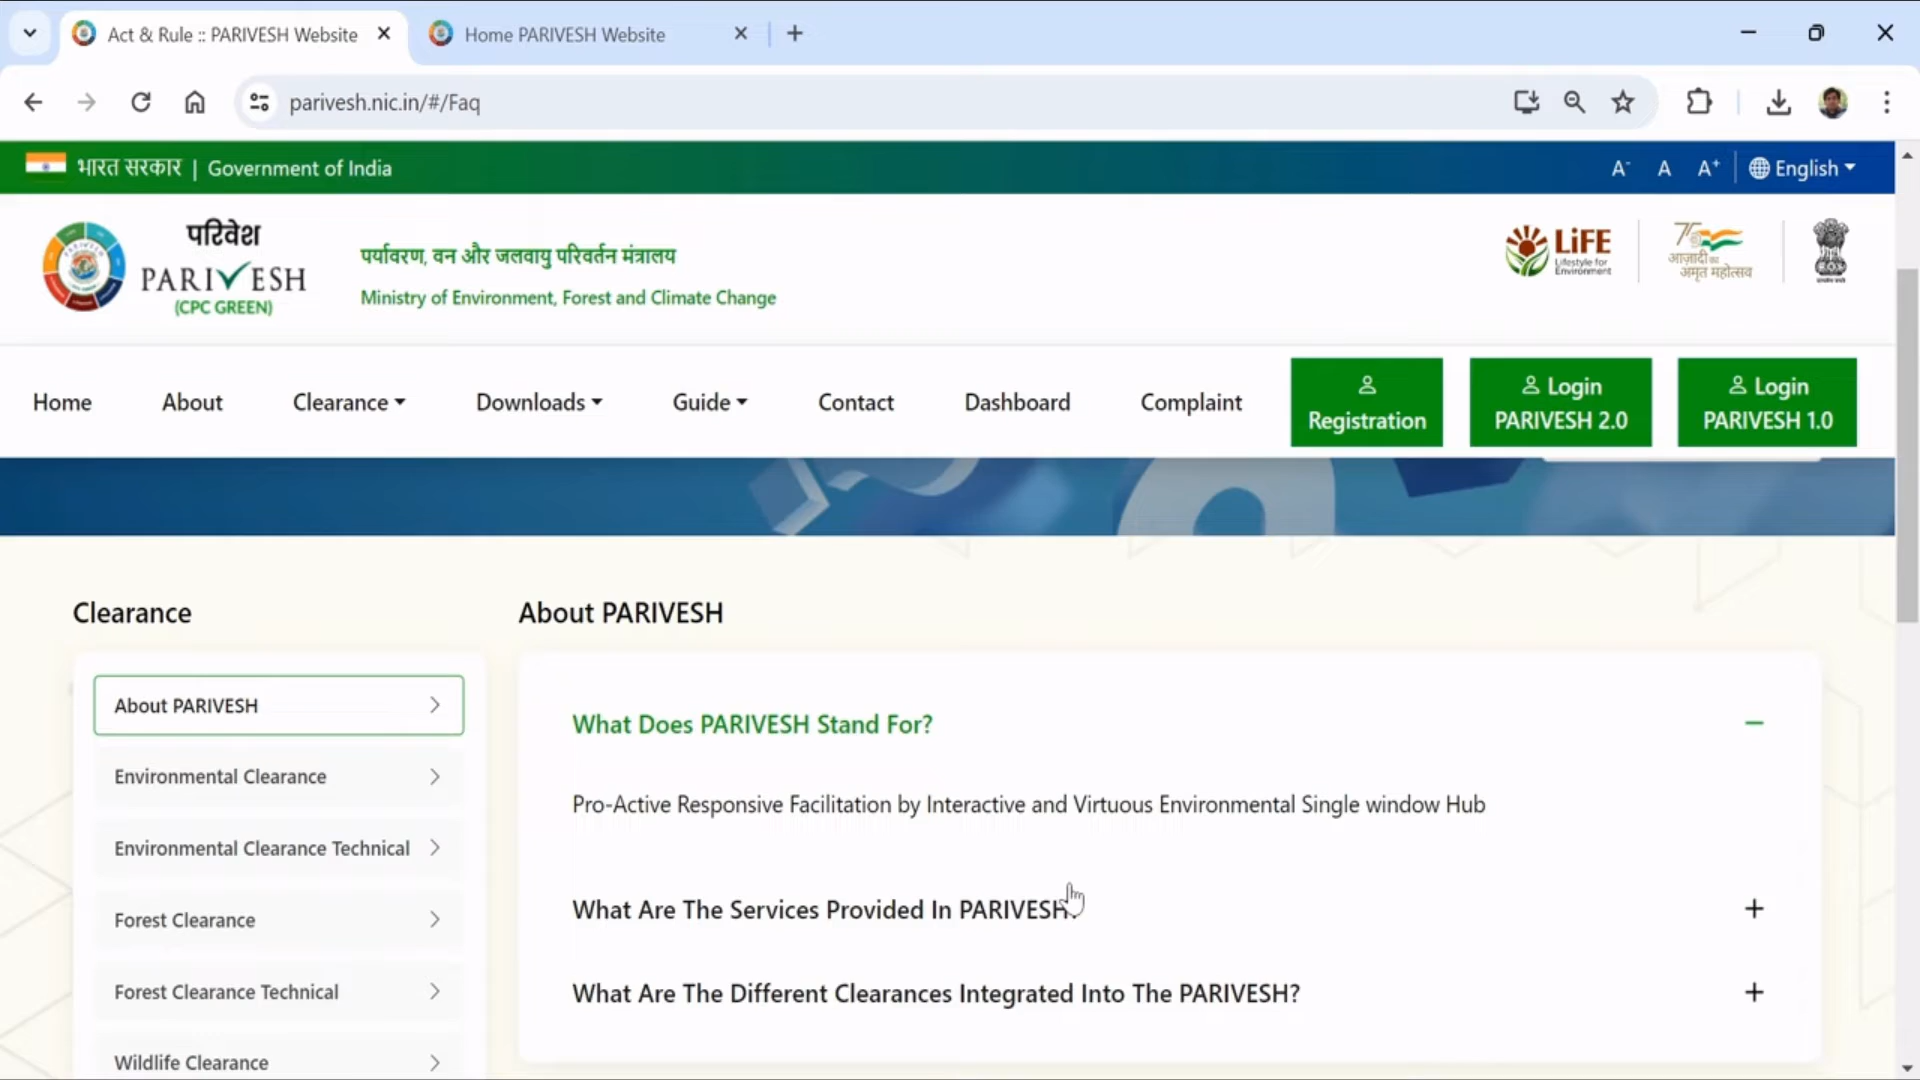 Act & Rule :: PARIVESH Website
Home PARIVESH Website
parivesh.nic.in/#/Faq
भारत सरकार | Government of India
A- A A+ English
परिवेश
PARIVESH
(CPC GREEN)
पर्यावरण, वन और जलवायु परिवर्तन मंत्रालय
Ministry of Environment, Forest and Climate Change
LiFE
Lifestyle for
Environment
75
आज़ादी का
अमृत महोत्सव
Home About Clearance Downloads Guide Contact Dashboard Complaint
Registration
Login
PARIVESH 2.0
Login
PARIVESH 1.0
Clearance
About PARIVESH
Environmental Clearance
Environmental Clearance Technical
Forest Clearance
Forest Clearance Technical
Wildlife Clearance
About PARIVESH
What Does PARIVESH Stand For?
Pro-Active Responsive Facilitation by Interactive and Virtuous Environmental Single window Hub
What Are The Services Provided In PARIVESH?
What Are The Different Clearances Integrated Into The PARIVESH?